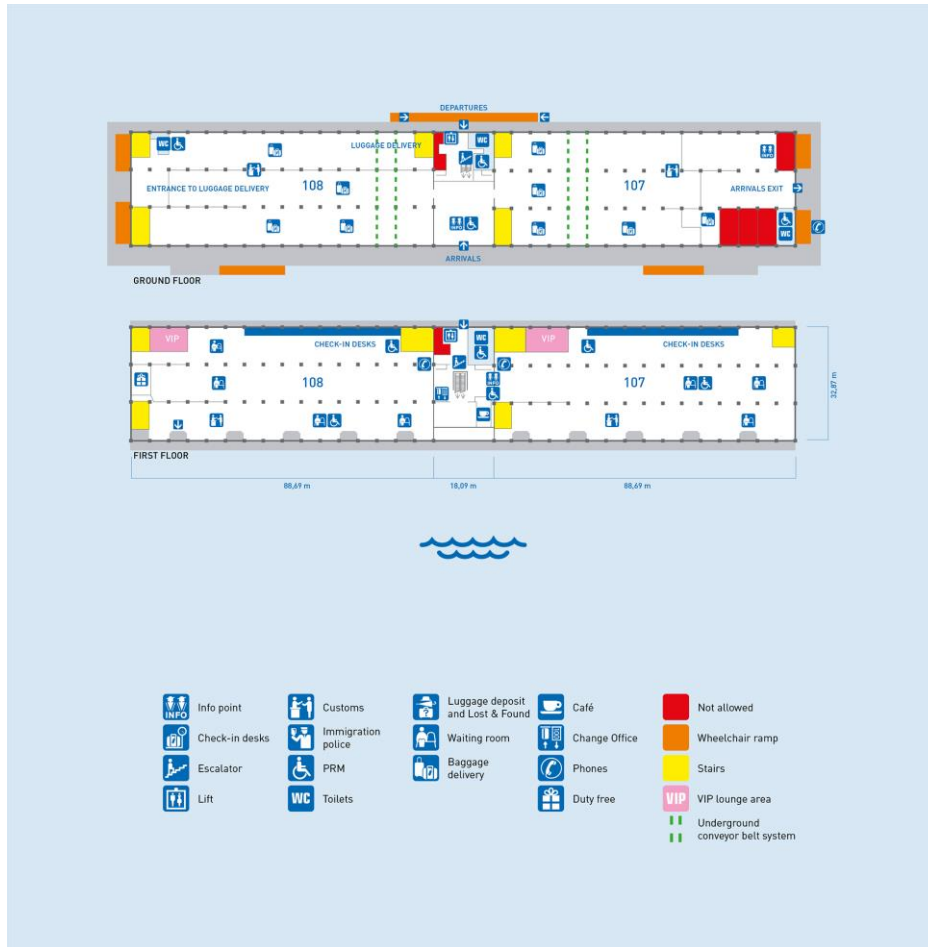 DEPARTURES
WC
LUGGAGE DELIVERY
WC
INFO
ENTRANCE TO LUGGAGE DELIVERY
108
107
ARRIVALS EXIT
INFO
WC
ARRIVALS
GROUND FLOOR
VIP
CHECK-IN DESKS
WC
VIP
CHECK-IN DESKS
108
INFO
107
32,87 m
FIRST FLOOR
88,69 m
18,09 m
88,69 m
INFO
Info point
Customs
Luggage deposit
and Lost & Found
Café
Not allowed
Check-in desks
Immigration
police
Waiting room
Change Office
Wheelchair ramp
Escalator
PRM
Baggage
delivery
Phones
Stairs
Lift
WC
Toilets
Duty free
VIP
VIP lounge area
Underground
conveyor belt system